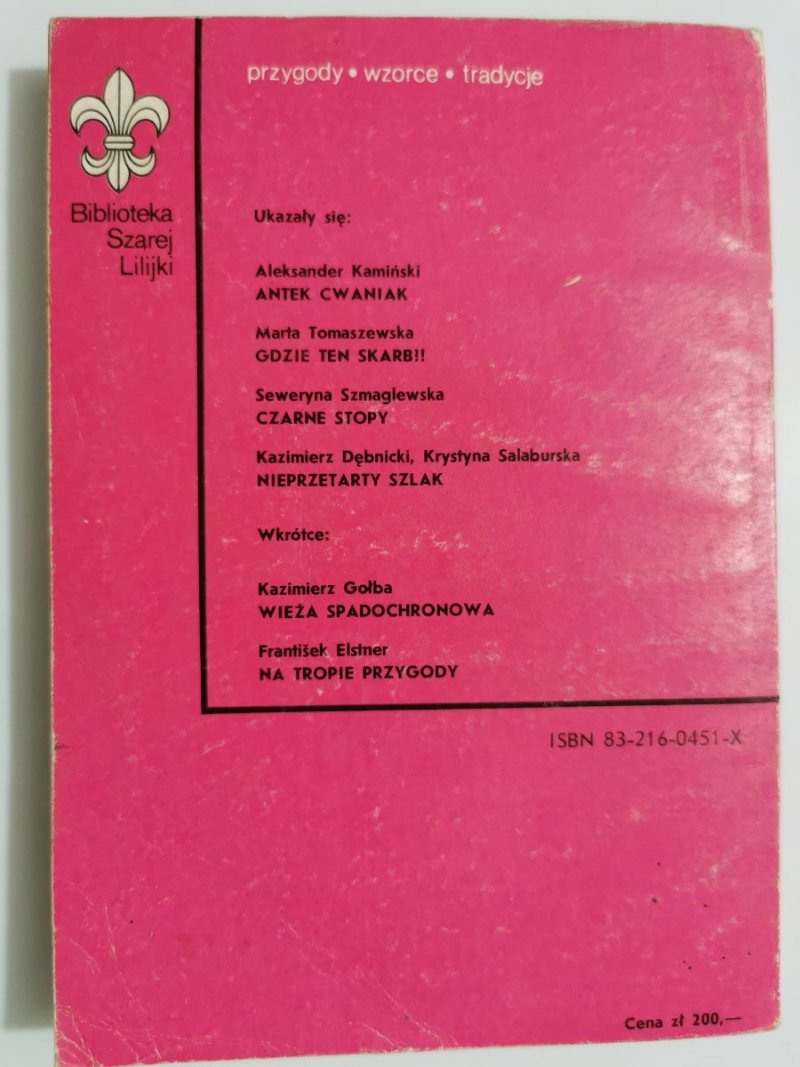 przygody • wzorce • tradycje
Biblioteka
Szarej
Lilijki
Ukazały się:
Aleksander Kamiński
ANTEK CWANIAK
Marta Tomaszewska
GDZIE TEN SKARB?!
Seweryna Szmaglewska
CZARNE STOPY
Kazimierz Dębnicki, Krystyna Salaburska
NIEPRZETARTY SZLAK
Wkrótce:
Kazimierz Gołba
WIEŻA SPADOCHRONOWA
František Elstner
NA TROPIE PRZYGODY
ISBN 83-216-0451-X
Cena zł 200,—